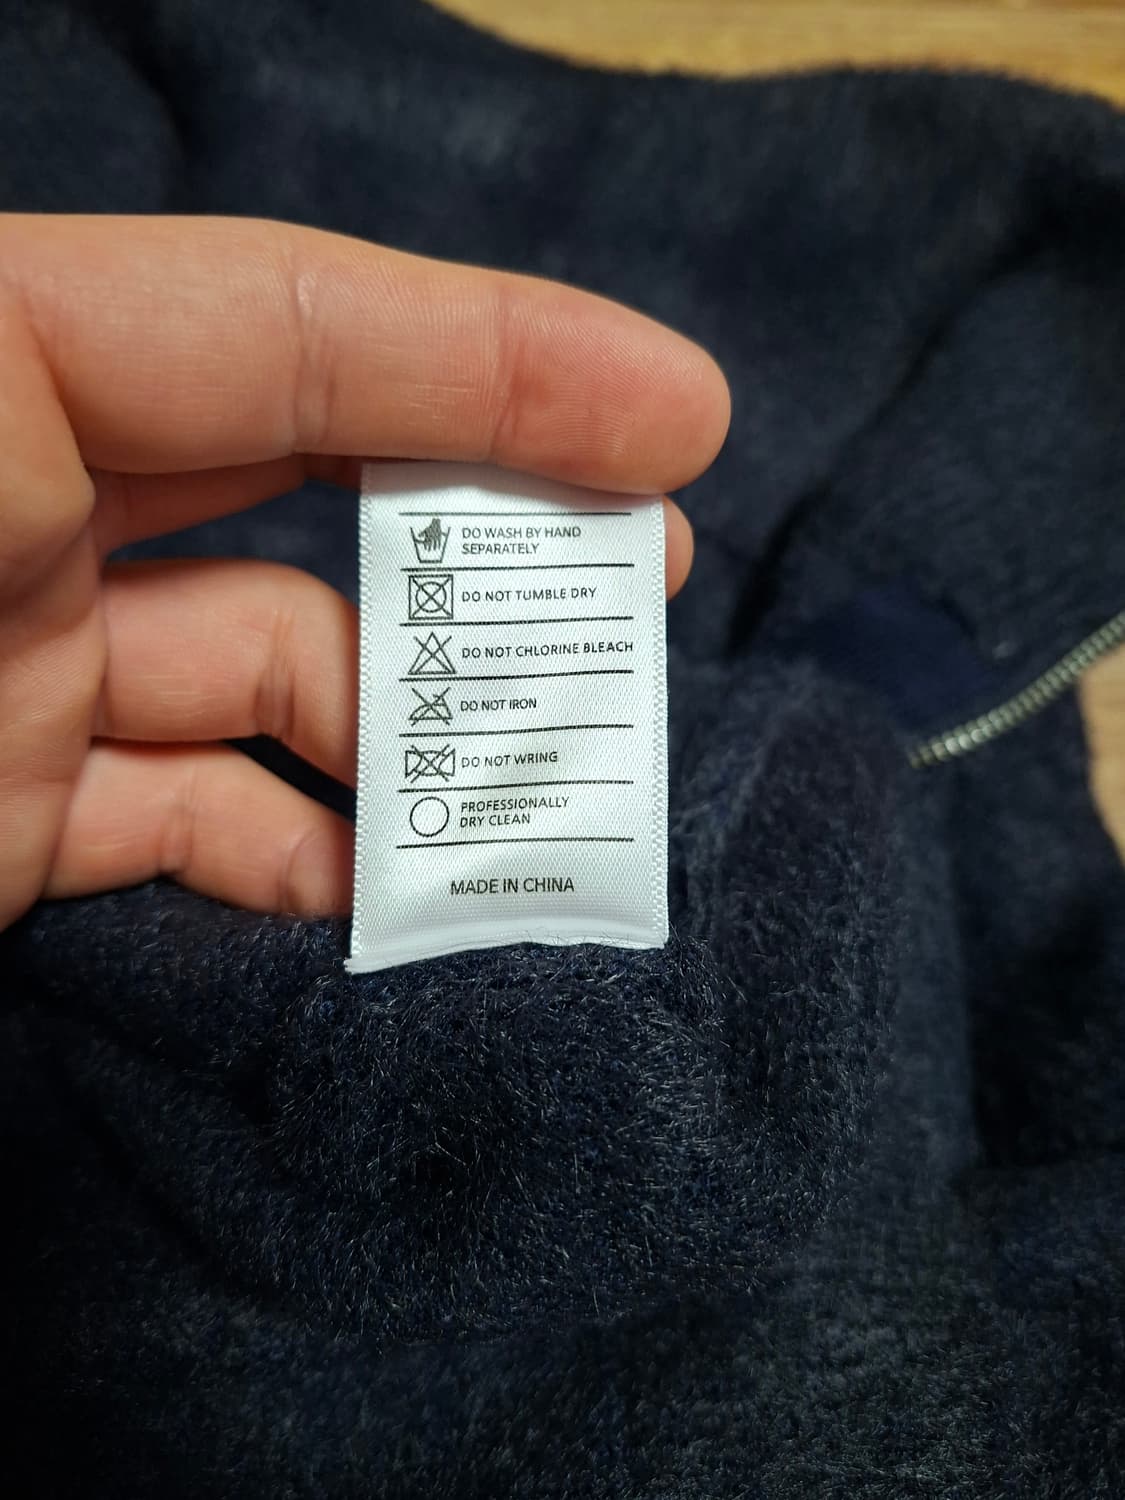 DO WASH BY HAND
SEPARATELY
DO NOT TUMBLE DRY
DO NOT CHLORINE BLEACH
DO NOT IRON
DO NOT WRING
PROFESSIONALLY
DRY CLEAN
MADE IN CHINA